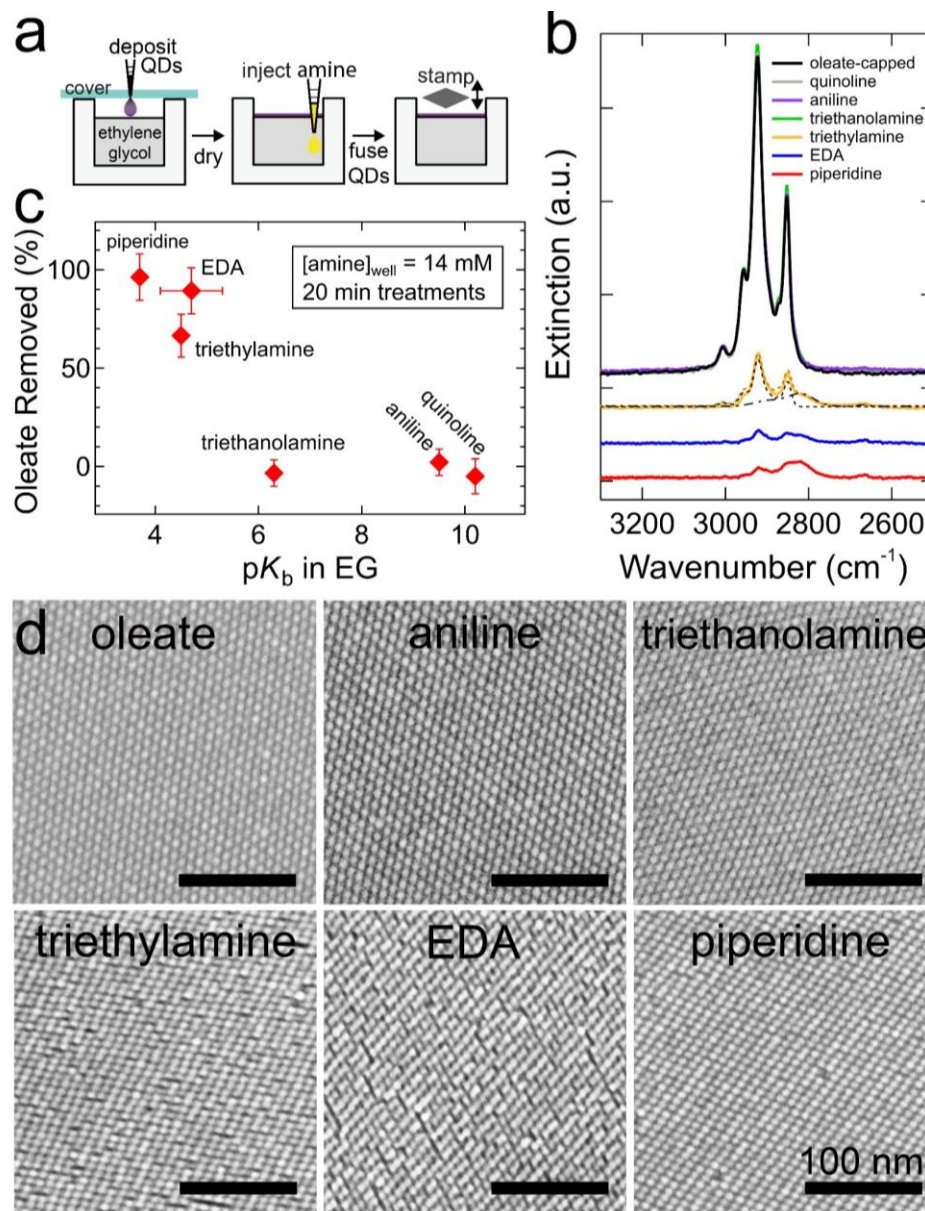 a
deposit
QDs
cover
ethylene
glycol
dry
inject amine
fuse
QDs
stamp
b
oleate-capped
quinoline
aniline
triethanolamine
triethylamine
EDA
piperidine
Extinction (a.u.)
3200 3000 2800 2600
Wavenumber (cm⁻¹)
c
Oleate Removed (%)
100
50
0
piperidine
EDA
triethylamine
triethanolamine
aniline
quinoline
[amine]well = 14 mM
20 min treatments
4 6 8 10
pKb in EG
d
oleate
aniline
triethanolamine
triethylamine
EDA
piperidine
100 nm